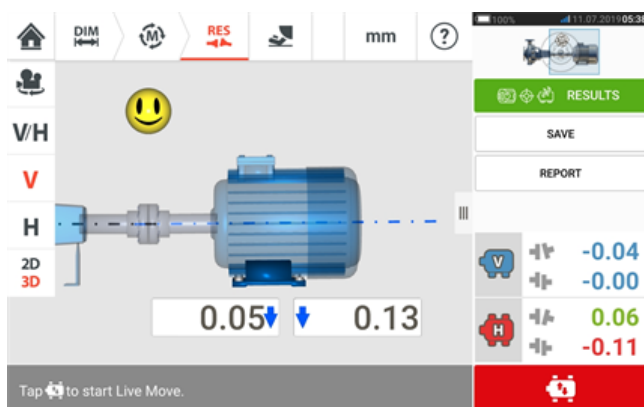 DIM
M
RES
mm
?
100%
11.07.2019 05:38
V/H
V
H
2D
3D
RESULTS
SAVE
REPORT
0.05
0.13
V
-0.04
-0.00
H
0.06
-0.11
Tap to start Live Move.